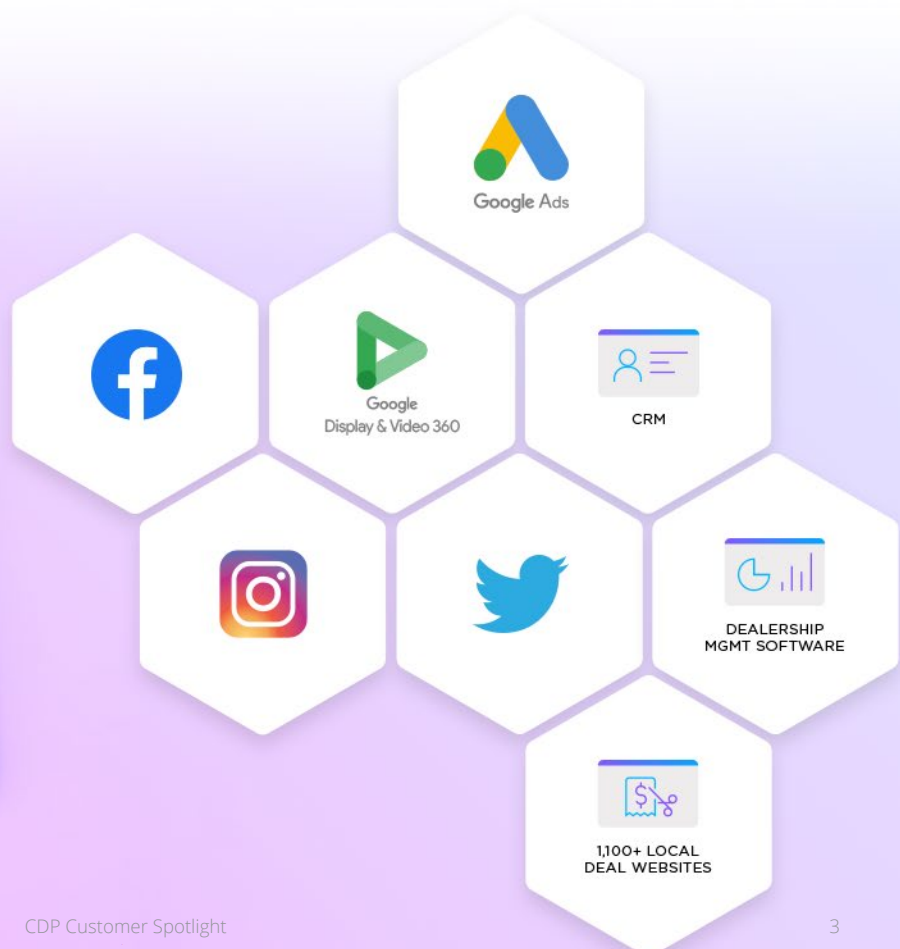 Google Ads
Google
Display & Video 360
CRM
DEALERSHIP
MGMT SOFTWARE
1,100+ LOCAL
DEAL WEBSITES
CDP Customer Spotlight
3